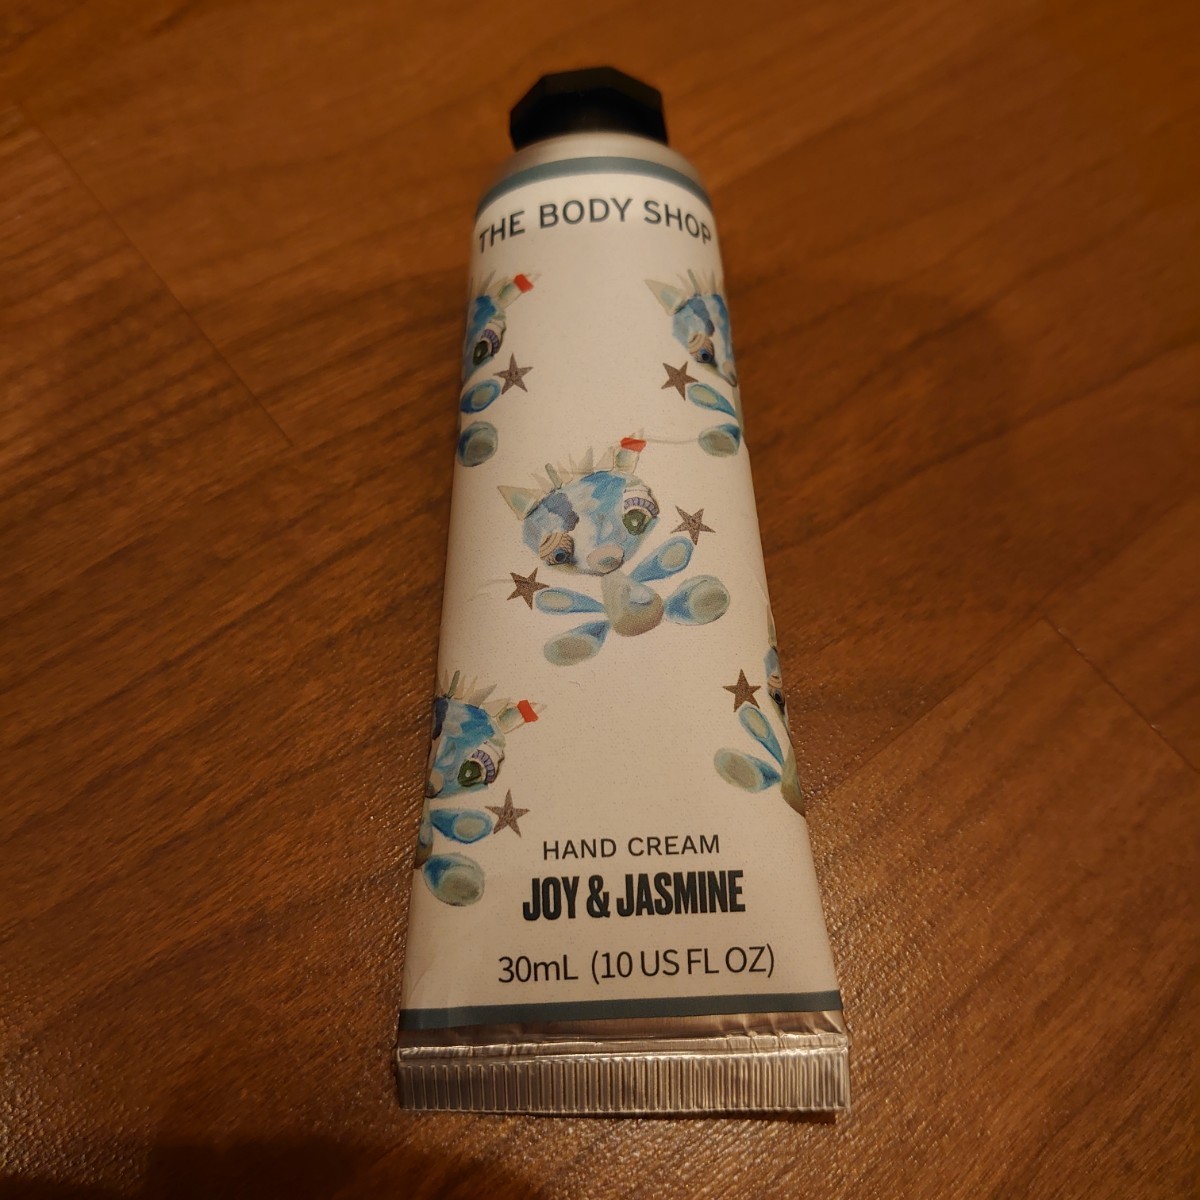 THE BODY SHOP
HAND CREAM
JOY & JASMINE
30mL (10 US FL OZ)